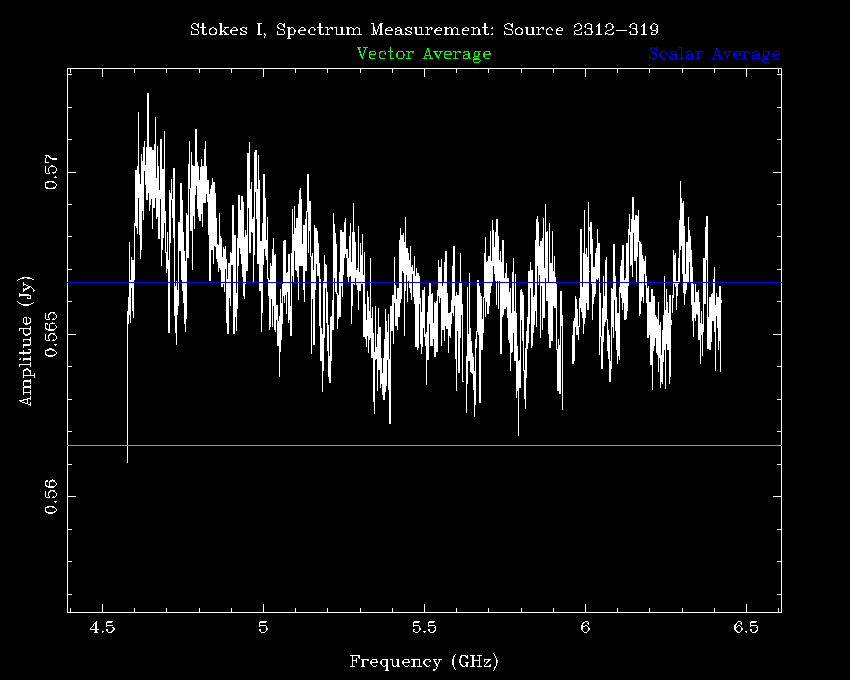 Stokes I, Spectrum Measurement: Source 2312−319
Vector Average
Scalar Average
0.57
0.565
0.56
Amplitude (Jy)
4.5 5 5.5 6 6.5
Frequency (GHz)